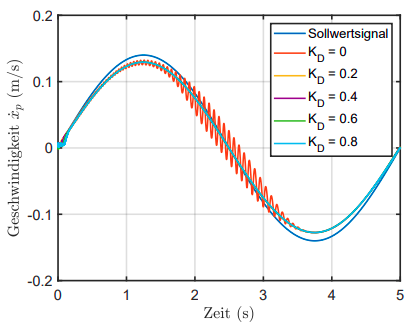 0.2
0.1
0
-0.1
-0.2
Geschwindigkeit ẋp (m/s)
Sollwertsignal
KD = 0
KD = 0.2
KD = 0.4
KD = 0.6
KD = 0.8
0 1 2 3 4 5
Zeit (s)